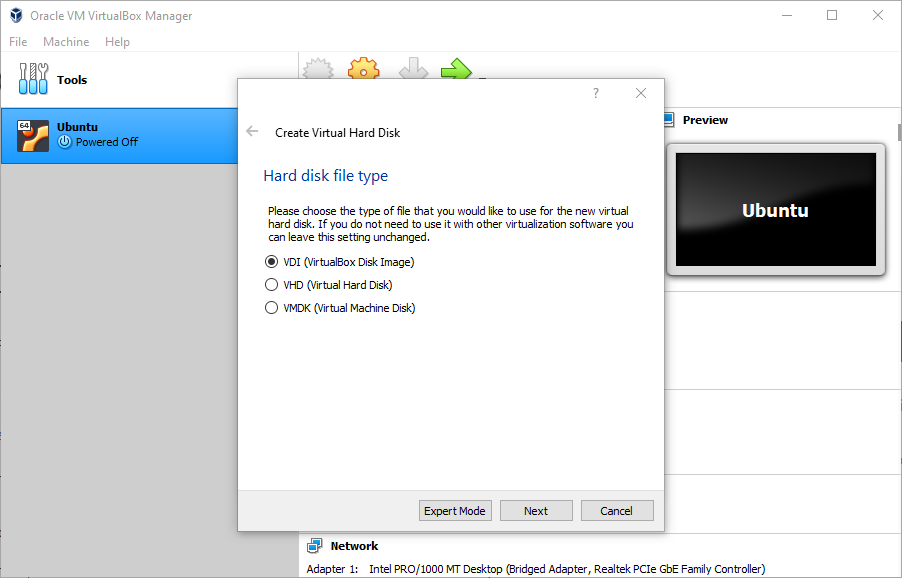 Oracle VM VirtualBox Manager
File Machine Help
Tools
64
Ubuntu
Powered Off
?
Create Virtual Hard Disk
Hard disk file type
Please choose the type of file that you would like to use for the new virtual
hard disk. If you do not need to use it with other virtualization software you
can leave this setting unchanged.
VDI (VirtualBox Disk Image)
VHD (Virtual Hard Disk)
VMDK (Virtual Machine Disk)
Expert Mode Next Cancel
Preview
Ubuntu
Network
Adapter 1: Intel PRO/1000 MT Desktop (Bridged Adapter, Realtek PCIe GbE Family Controller)